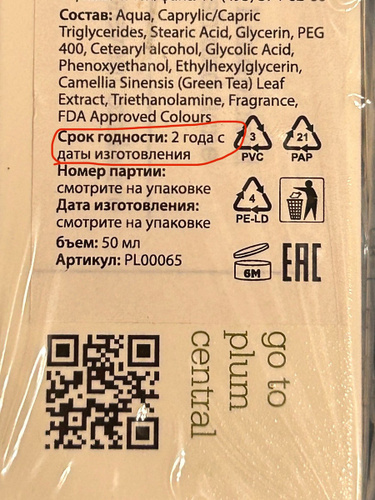 Состав: Aqua, Caprylic/Capric
Triglycerides, Stearic Acid, Glycerin, PEG
400, Cetearyl alcohol, Glycolic Acid,
Phenoxyethanol, Ethylhexylglycerin,
Camellia Sinensis (Green Tea) Leaf
Extract, Triethanolamine, Fragrance,
FDA Approved Colours
Срок годности: 2 года с
даты изготовления
Номер партии:
смотрите на упаковке
Дата изготовления:
смотрите на упаковке
бъем: 50 мл
Артикул: PL00065
3
PVC
21
PAP
4
PE-LD
6M
EAC
go to
plum
central